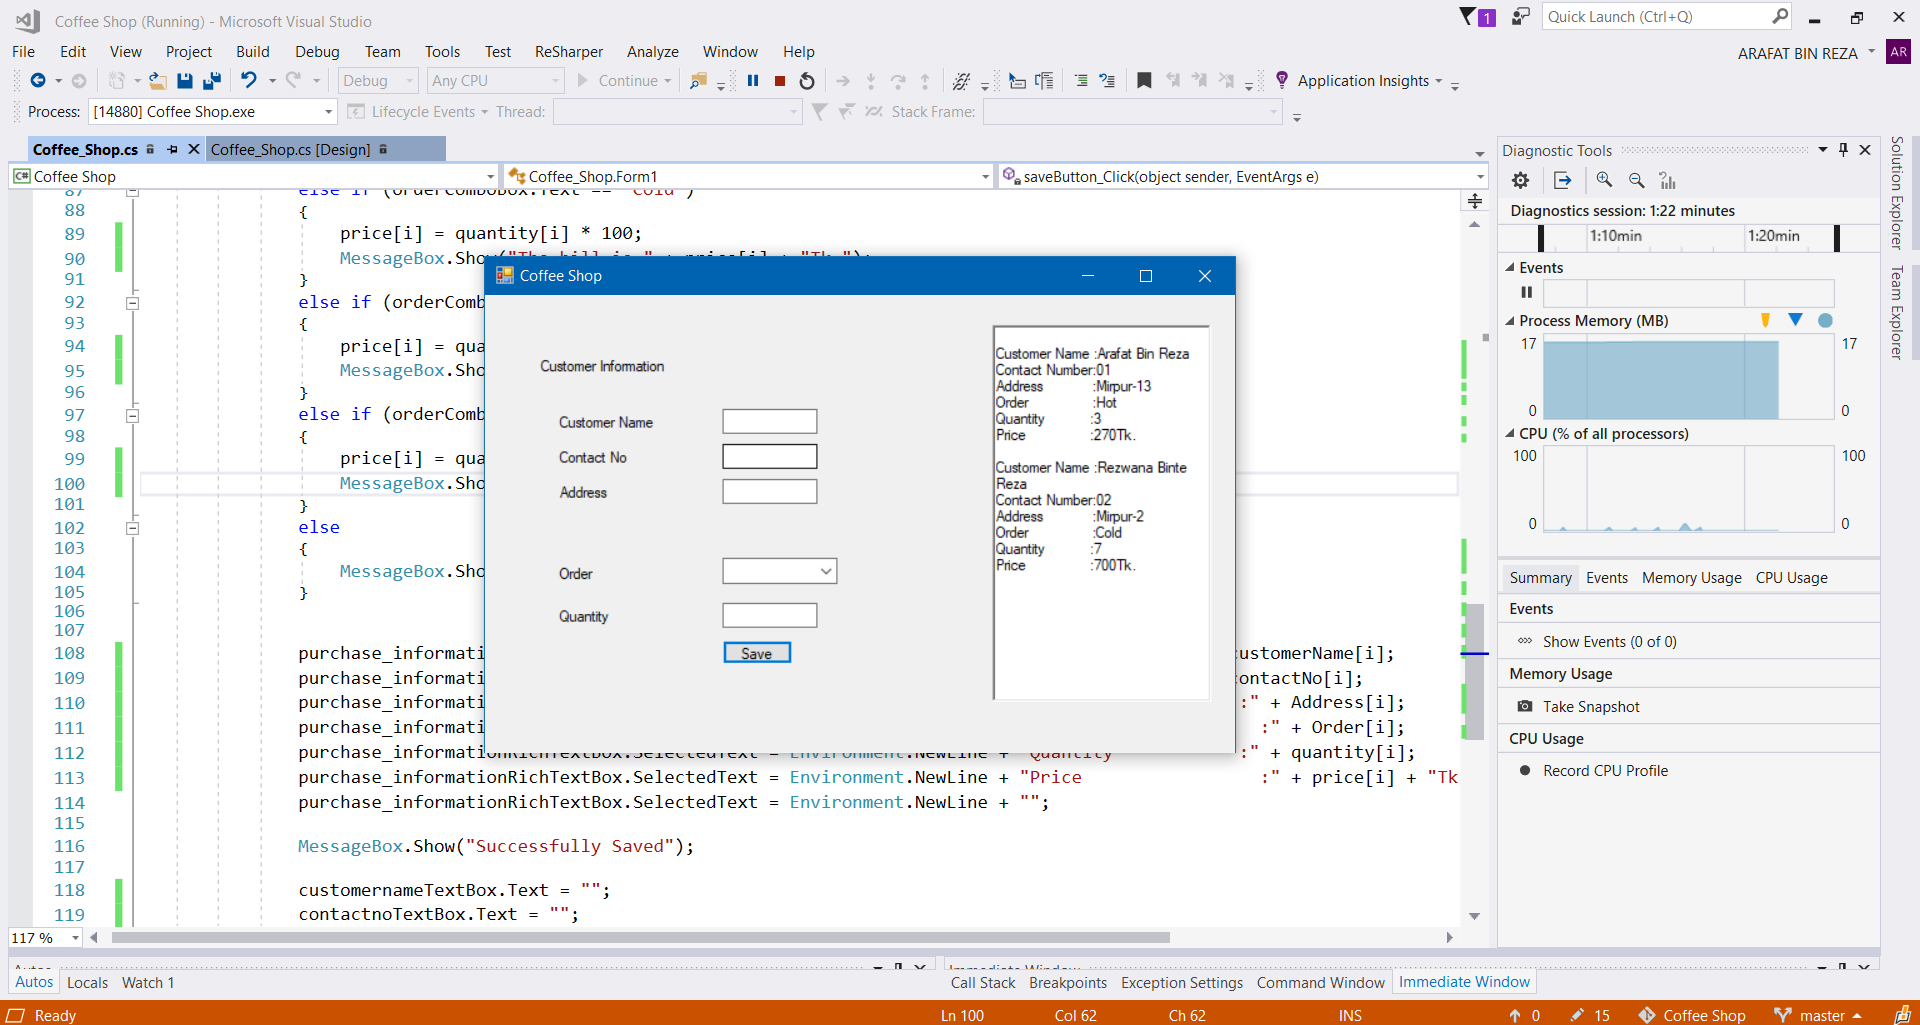 Coffee Shop (Running) - Microsoft Visual Studio
1
Quick Launch (Ctrl+Q)
File Edit View Project Build Debug Team Tools Test ReSharper Analyze Window Help
ARAFAT BIN REZA AR
Debug Any CPU Continue Application Insights
Process: [14880] Coffee Shop.exe Lifecycle Events Thread: Stack Frame:
Coffee_Shop.cs Coffee_Shop.cs [Design]
C# Coffee Shop Coffee_Shop.Form1 saveButton_Click(object sender, EventArgs e)
87 else if (orderComboBox.Text == "Cold")
88 {
89 price[i] = quantity[i] * 100;
90 MessageBox.Show("The bill is " + price[i] + "Tk.");
91 }
92 else if (orderComb
93 {
94 price[i] = qua
95 MessageBox.Sho
96 }
97 else if (orderComb
98 {
99 price[i] = qua
100 MessageBox.Sho
101 }
102 else
103 {
104 MessageBox.Sho
105 }
106
107
108 purchase_informati ustomerName[i];
109 purchase_informati ontactNo[i];
110 purchase_informati :" + Address[i];
111 purchase_informati :" + Order[i];
112 purchase_informationRichTextBox.SelectedText = Environment.NewLine + "Quantity :" + quantity[i];
113 purchase_informationRichTextBox.SelectedText = Environment.NewLine + "Price :" + price[i] + "Tk
114 purchase_informationRichTextBox.SelectedText = Environment.NewLine + "";
115
116 MessageBox.Show("Successfully Saved");
117
118 customernameTextBox.Text = "";
119 contactnoTextBox.Text = "";
117 %
Coffee Shop
Customer Information
Customer Name
Contact No
Address
Order
Quantity
Save
Customer Name :Arafat Bin Reza
Contact Number:01
Address :Mirpur-13
Order :Hot
Quantity :3
Price :270Tk.
Customer Name :Rezwana Binte
Reza
Contact Number:02
Address :Mirpur-2
Order :Cold
Quantity :7
Price :700Tk.
Diagnostic Tools
Diagnostics session: 1:22 minutes
1:10min 1:20min
Events
Process Memory (MB)
17 17
0 0
CPU (% of all processors)
100 100
0 0
Summary Events Memory Usage CPU Usage
Events
Show Events (0 of 0)
Memory Usage
Take Snapshot
CPU Usage
Record CPU Profile
Solution Explorer
Team Explorer
Autos
Immediate Window
Autos Locals Watch 1
Call Stack Breakpoints Exception Settings Command Window Immediate Window
Ready Ln 100 Col 62 Ch 62 INS 0 15 Coffee Shop master